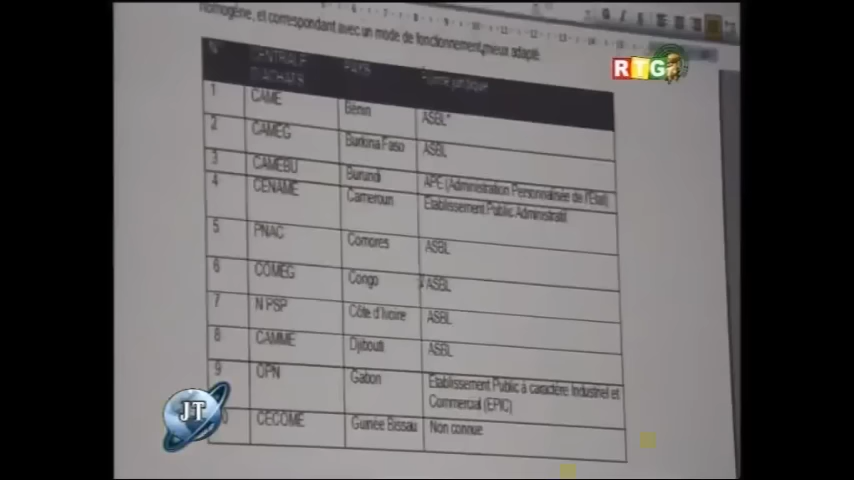 homogène, et correspondant avec un mode de fonctionnement mieux adapté.
RTG
N° CENTRALE D'ACHATS PAYS Forme juridique
1 CAME Bénin ASBL*
2 CAMEG Burkina Faso ASBL
3 CAMEBU Burundi APE (Administration Personnalisée de l'Etat)
4 CENAME Cameroun Etablissement Public Administratif
5 PNAC Comores ASBL
6 COMEG Congo ASBL
7 N PSP Côte d'Ivoire ASBL
8 CAMME Djibouti ASBL
9 OPN Gabon Etablissement Public à caractère Industriel et
Commercial (EPIC)
0 CECOME Guinée Bissau Non connue
JT